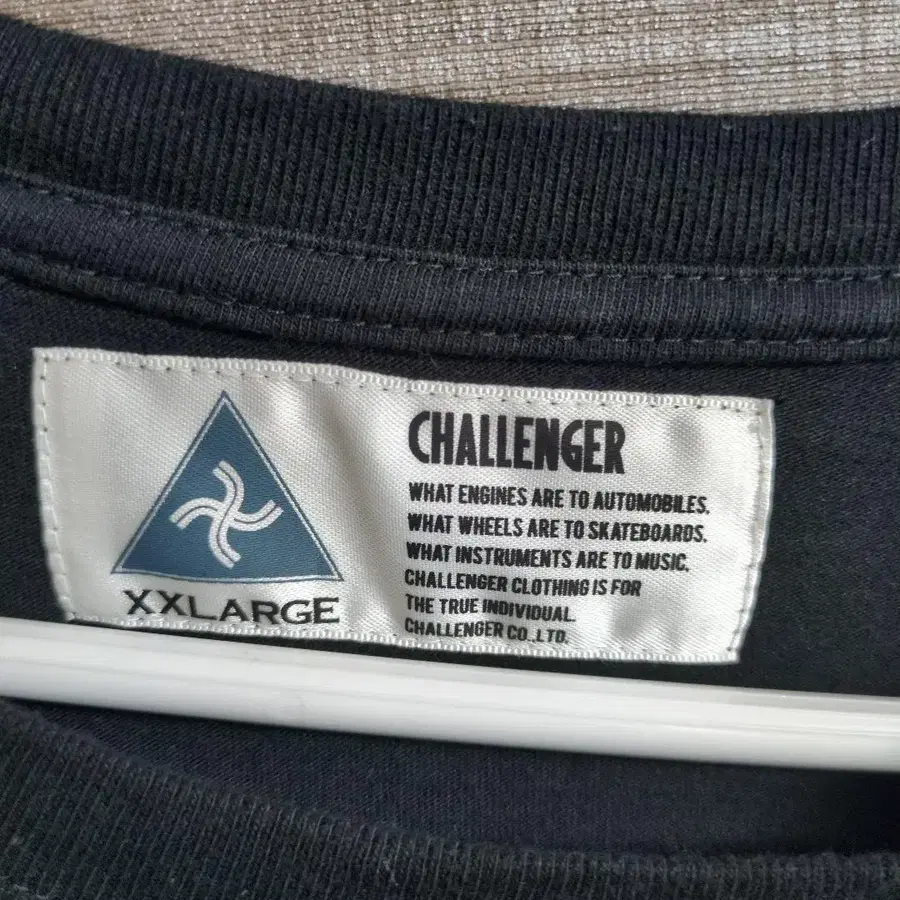 XXLARGE
CHALLENGER
WHAT ENGINES ARE TO AUTOMOBILES.
WHAT WHEELS ARE TO SKATEBOARDS.
WHAT INSTRUMENTS ARE TO MUSIC.
CHALLENGER CLOTHING IS FOR
THE TRUE INDIVIDUAL.
CHALLENGER CO.,LTD.